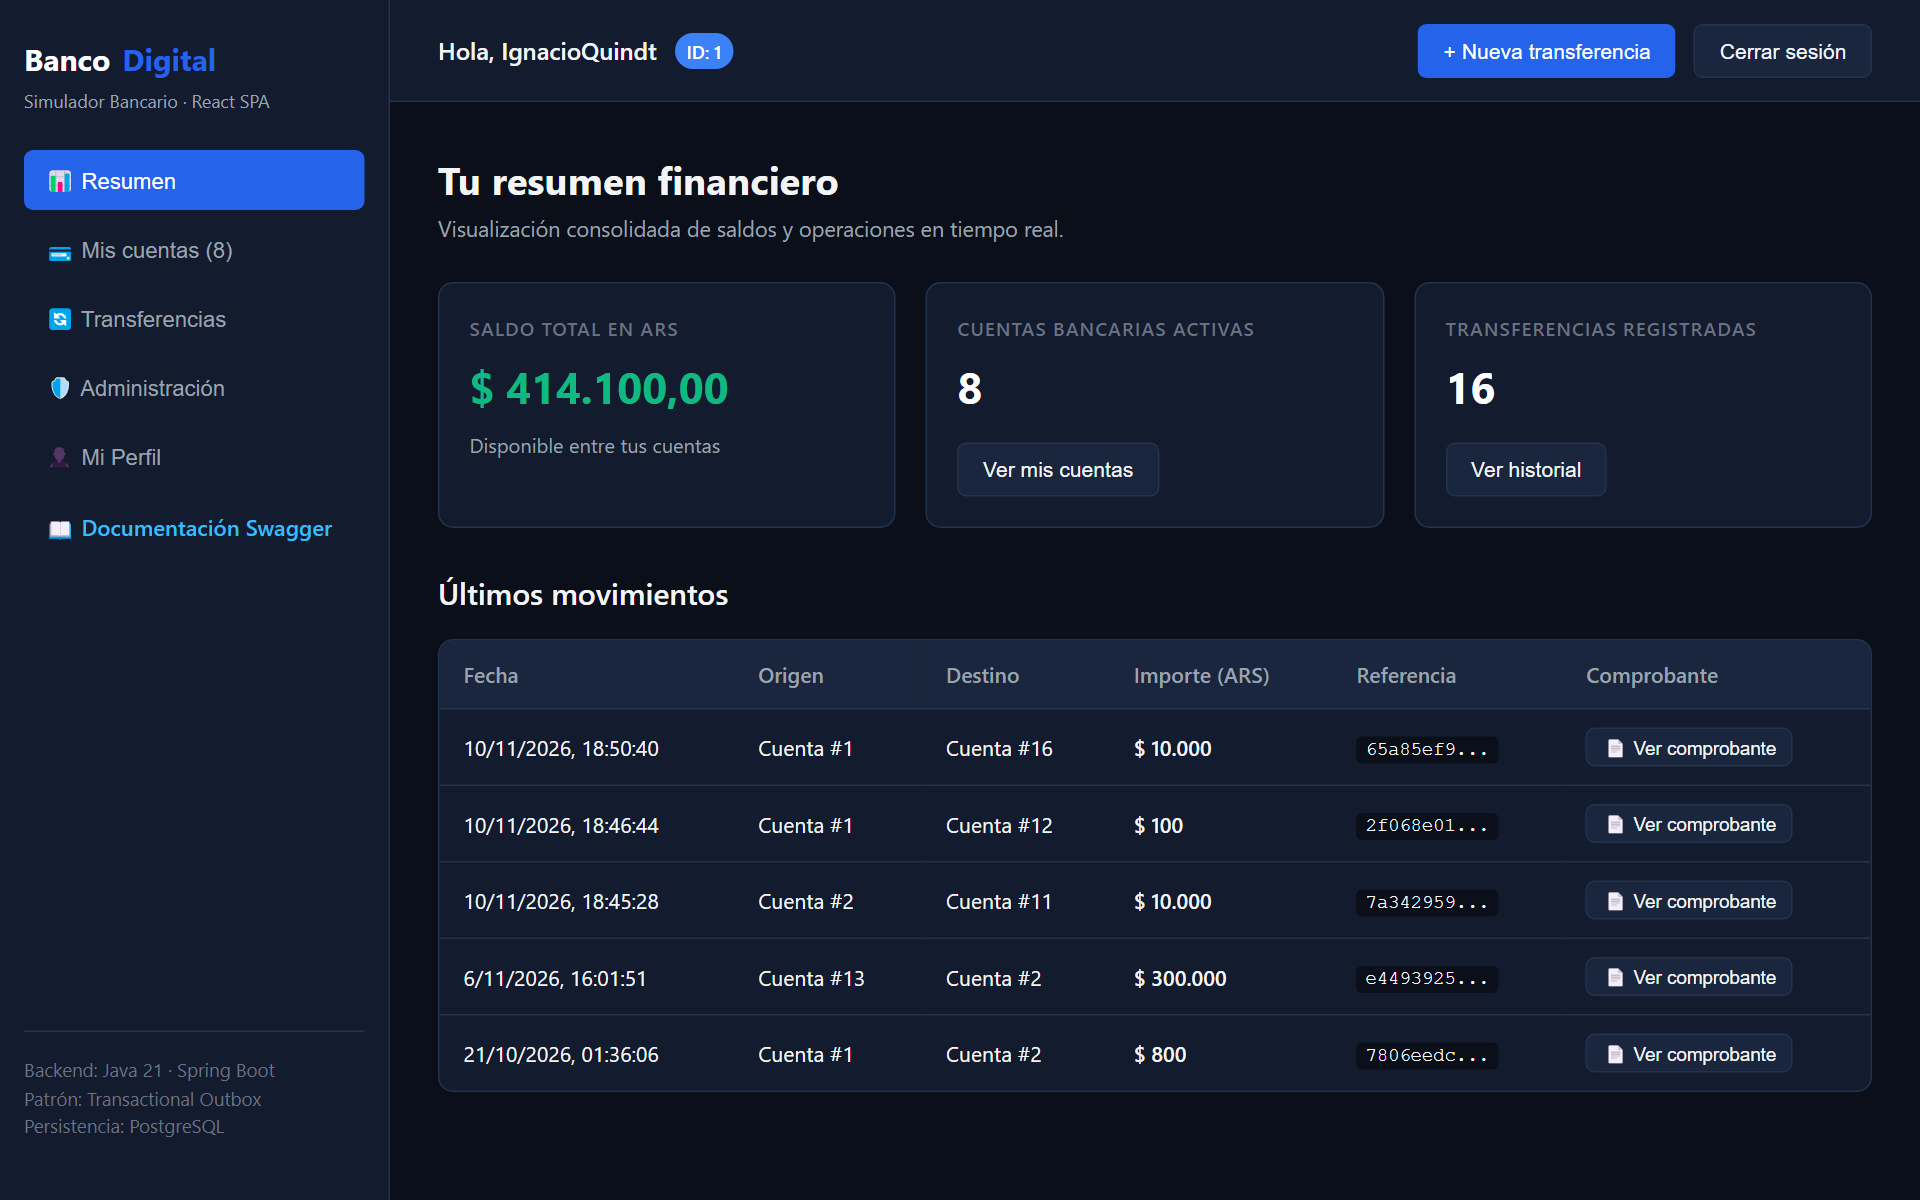 Banco Digital
Simulador Bancario · React SPA
Resumen
Mis cuentas (8)
Transferencias
Administración
Mi Perfil
Documentación Swagger
Backend: Java 21 · Spring Boot
Patrón: Transactional Outbox
Persistencia: PostgreSQL
Hola, IgnacioQuindt ID: 1
+ Nueva transferencia
Cerrar sesión
Tu resumen financiero
Visualización consolidada de saldos y operaciones en tiempo real.
SALDO TOTAL EN ARS
$ 414.100,00
Disponible entre tus cuentas
CUENTAS BANCARIAS ACTIVAS
8
Ver mis cuentas
TRANSFERENCIAS REGISTRADAS
16
Ver historial
Últimos movimientos
Fecha Origen Destino Importe (ARS) Referencia Comprobante
10/11/2026, 18:50:40 Cuenta #1 Cuenta #16 $ 10.000 65a85ef9... Ver comprobante
10/11/2026, 18:46:44 Cuenta #1 Cuenta #12 $ 100 2f068e01... Ver comprobante
10/11/2026, 18:45:28 Cuenta #2 Cuenta #11 $ 10.000 7a342959... Ver comprobante
6/11/2026, 16:01:51 Cuenta #13 Cuenta #2 $ 300.000 e4493925... Ver comprobante
21/10/2026, 01:36:06 Cuenta #1 Cuenta #2 $ 800 7806eedc... Ver comprobante